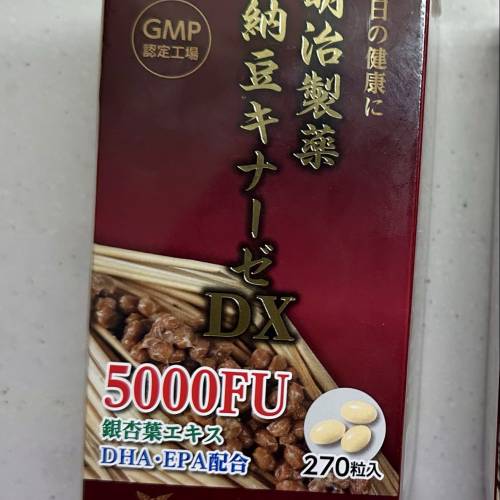 日の健康に
明治製薬
納豆キナーゼ
DX
GMP
認定工場
5000FU
銀杏葉エキス
DHA・EPA配合
270粒入